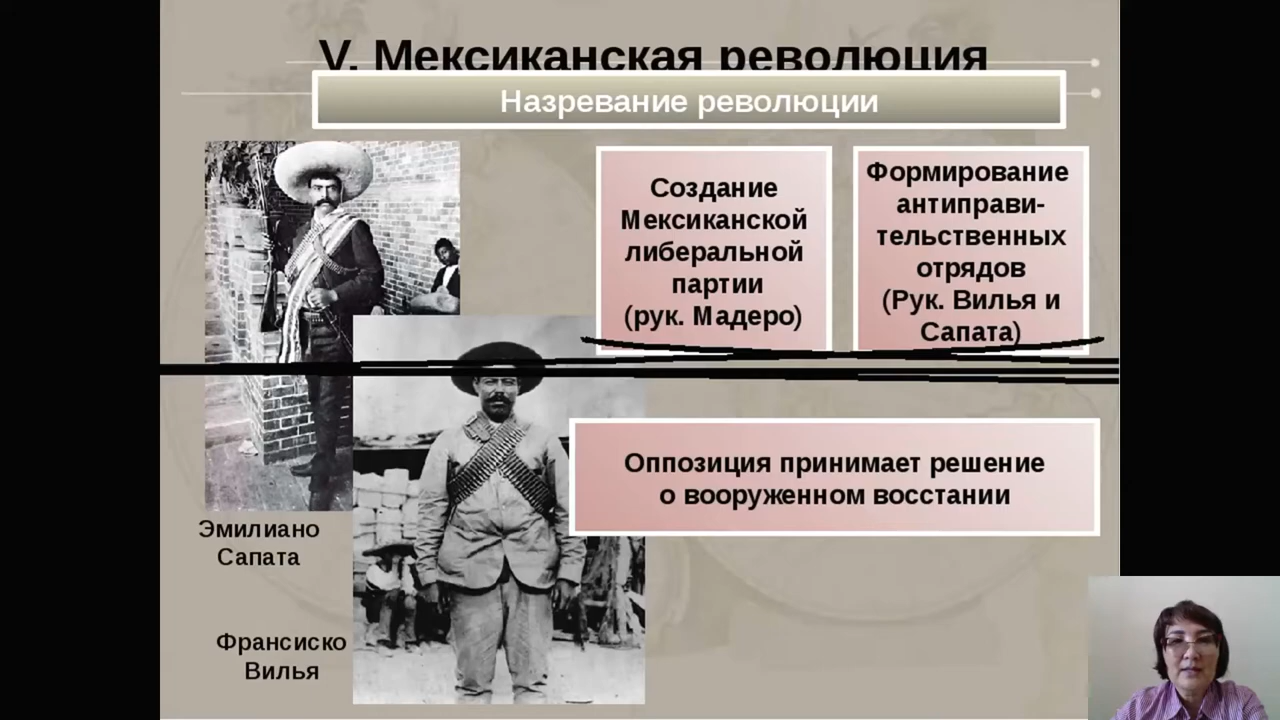 V. Мексиканская революция
Назревание революции
Создание
Мексиканской
либеральной
партии
(рук. Мадеро)
Формирование
антиправи-
тельственных
отрядов
(Рук. Вилья и
Сапата)
Оппозиция принимает решение
о вооруженном восстании
Эмилиано
Сапата
Франсиско
Вилья